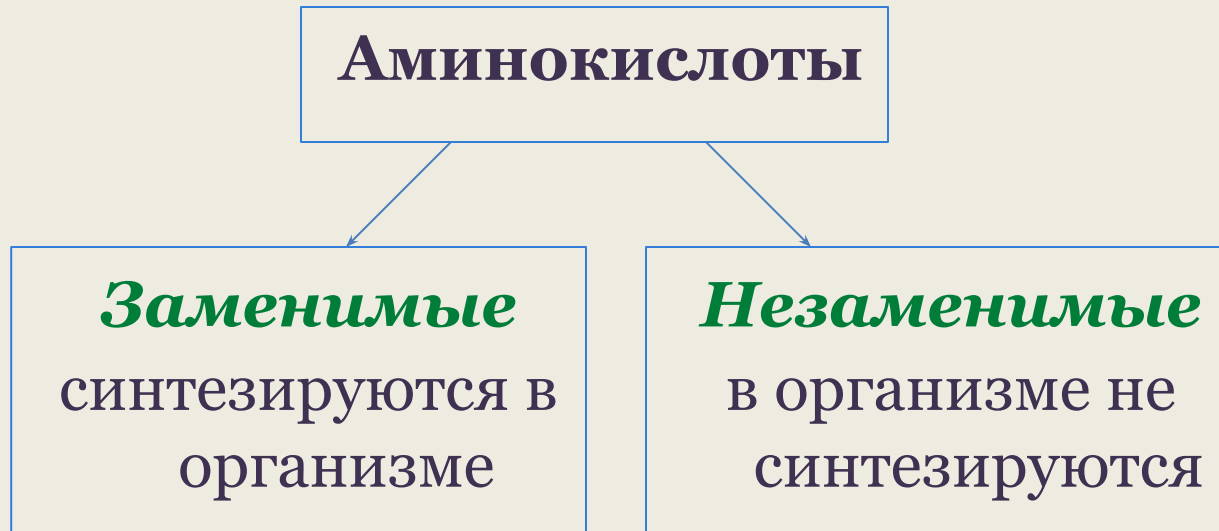 Аминокислоты
Заменимые
синтезируются в
организме
Незаменимые
в организме не
синтезируются